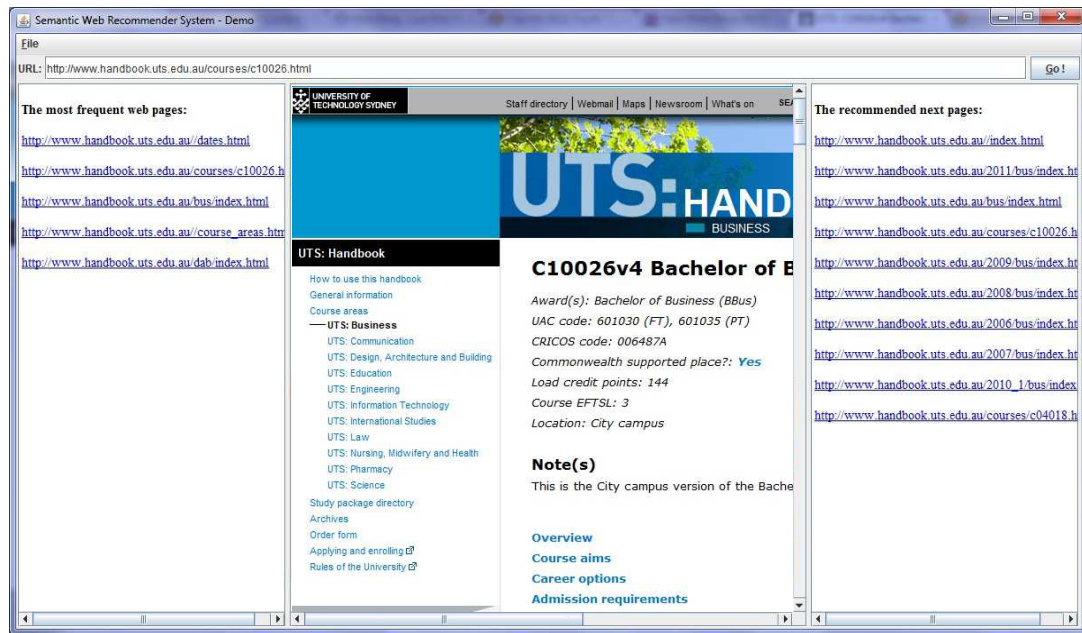 Semantic Web Recommender System - Demo
File
URL: http://www.handbook.uts.edu.au/courses/c10026.html
Go!
The most frequent web pages:
http://www.handbook.uts.edu.au//dates.html
http://www.handbook.uts.edu.au/courses/c10026.h
http://www.handbook.uts.edu.au/bus/index.html
http://www.handbook.uts.edu.au//course_areas.htm
http://www.handbook.uts.edu.au/dab/index.html
UNIVERSITY OF
TECHNOLOGY SYDNEY
Staff directory | Webmail | Maps | Newsroom | What's on SEA
UTS:HAND
BUSINESS
UTS: Handbook
How to use this handbook
General information
Course areas
UTS: Business
UTS: Communication
UTS: Design, Architecture and Building
UTS: Education
UTS: Engineering
UTS: Information Technology
UTS: International Studies
UTS: Law
UTS: Nursing, Midwifery and Health
UTS: Pharmacy
UTS: Science
Study package directory
Archives
Order form
Applying and enrolling
Rules of the University
C10026v4 Bachelor of B
Award(s): Bachelor of Business (BBus)
UAC code: 601030 (FT), 601035 (PT)
CRICOS code: 006487A
Commonwealth supported place?: Yes
Load credit points: 144
Course EFTSL: 3
Location: City campus
Note(s)
This is the City campus version of the Bache
Overview
Course aims
Career options
Admission requirements
The recommended next pages:
http://www.handbook.uts.edu.au//index.html
http://www.handbook.uts.edu.au/2011/bus/index.ht
http://www.handbook.uts.edu.au/bus/index.html
http://www.handbook.uts.edu.au/courses/c10026.h
http://www.handbook.uts.edu.au/2009/bus/index.ht
http://www.handbook.uts.edu.au/2008/bus/index.ht
http://www.handbook.uts.edu.au/2006/bus/index.ht
http://www.handbook.uts.edu.au/2007/bus/index.ht
http://www.handbook.uts.edu.au/2010_1/bus/index
http://www.handbook.uts.edu.au/courses/c04018.h